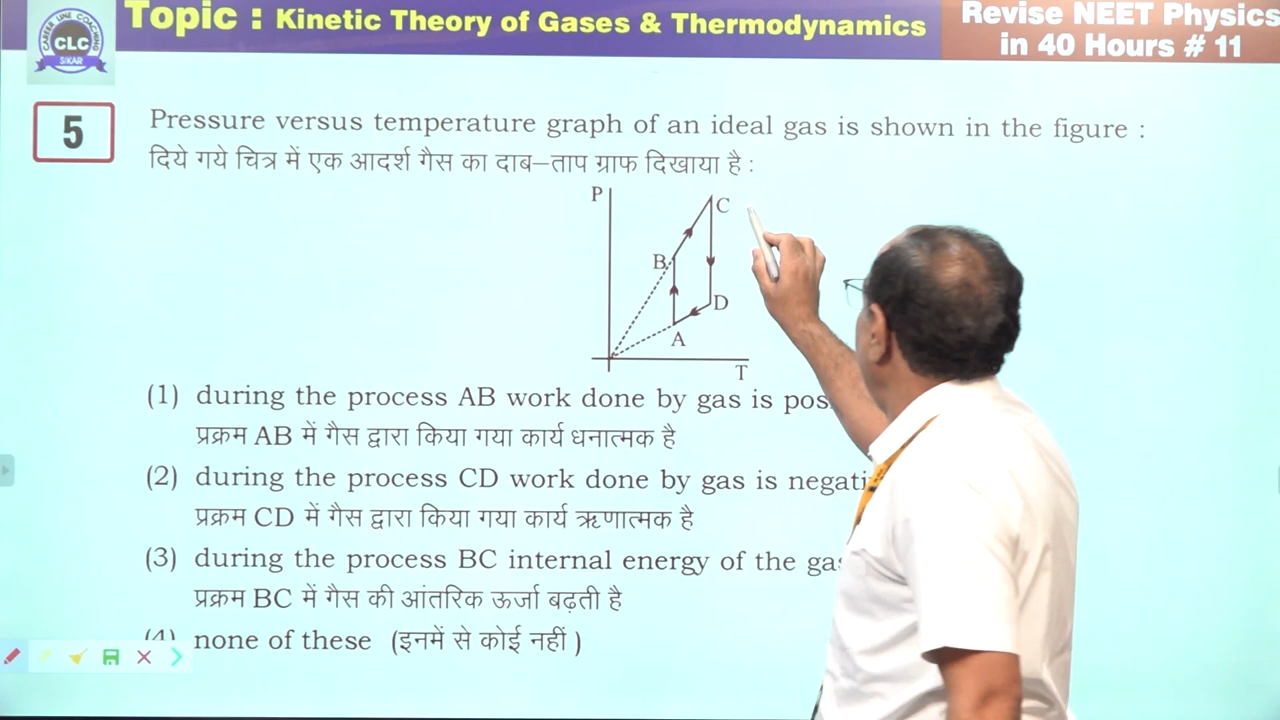 Topic : Kinetic Theory of Gases & Thermodynamics
Revise NEET Physics
in 40 Hours # 11
CAREER LINE COACHING
CLC
SIKAR
5
Pressure versus temperature graph of an ideal gas is shown in the figure :
दिये गये चित्र में एक आदर्श गैस का दाब–ताप ग्राफ दिखाया है :
P
C
B
D
A
T
(1) during the process AB work done by gas is pos
प्रक्रम AB में गैस द्वारा किया गया कार्य धनात्मक है
(2) during the process CD work done by gas is negati
प्रक्रम CD में गैस द्वारा किया गया कार्य ऋणात्मक है
(3) during the process BC internal energy of the ga
प्रक्रम BC में गैस की आंतरिक ऊर्जा बढ़ती है
(4) none of these (इनमें से कोई नहीं )